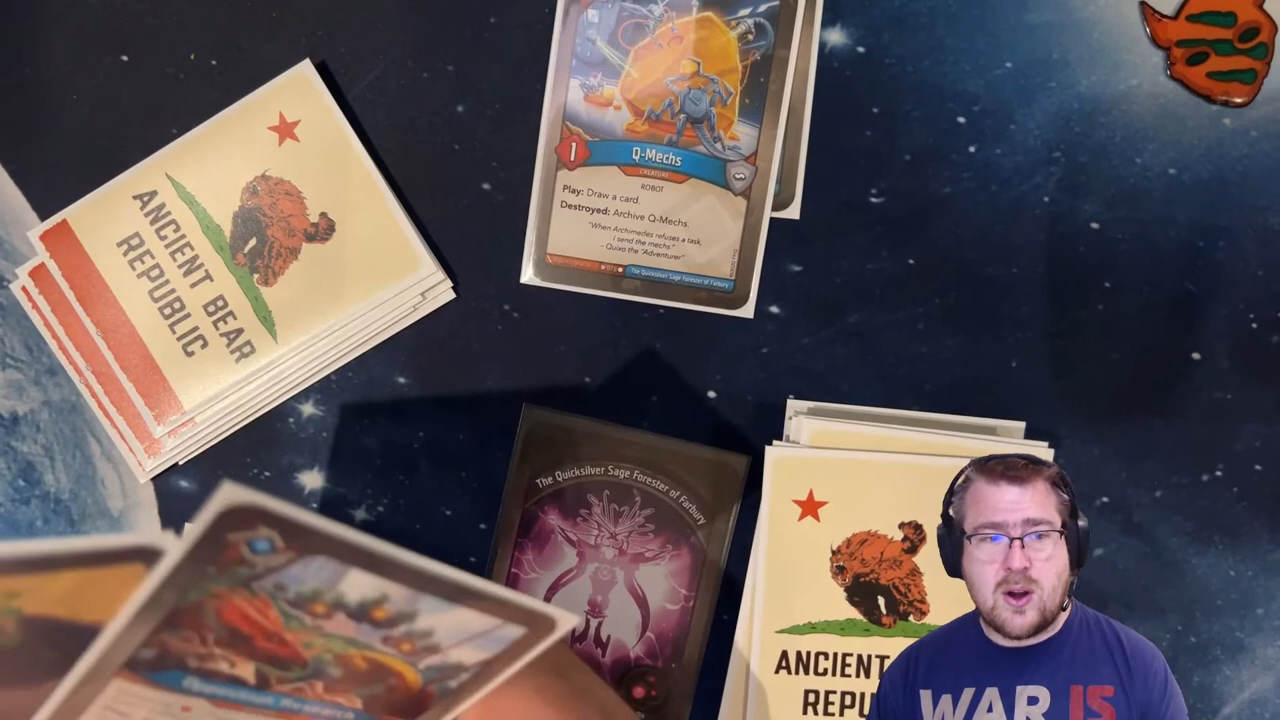 1
Q-Mechs
CREATURE
ROBOT
Play: Draw a card.
Destroyed: Archive Q-Mechs.
"When Archimedes refuses a task,
I send the mechs."
- Quixo the "Adventurer"
The Quicksilver Sage Forester of Farbury
ANCIENT BEAR
REPUBLIC
The Quicksilver Sage Forester of Farbury
Opposition Research
ANCIENT
REPU
WAR IS